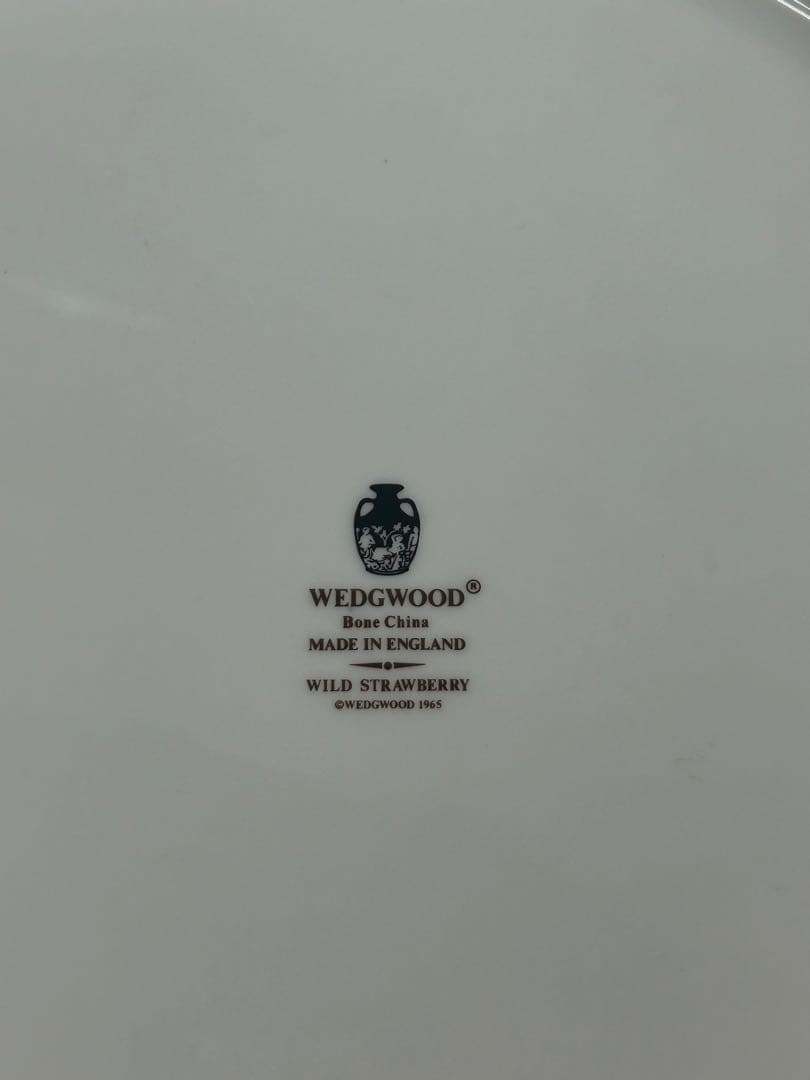 WEDGWOOD®
Bone China
MADE IN ENGLAND
WILD STRAWBERRY
©WEDGWOOD 1965